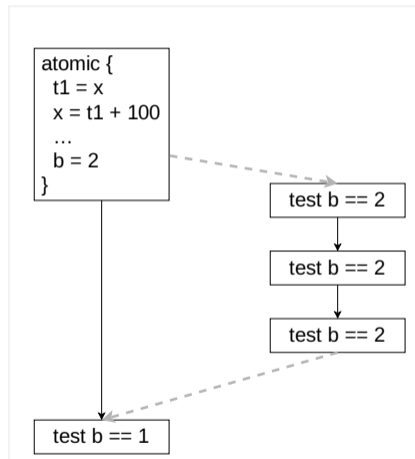 atomic {
t1 = x
x = t1 + 100
...
b = 2
}
test b == 2
test b == 2
test b == 2
test b == 1